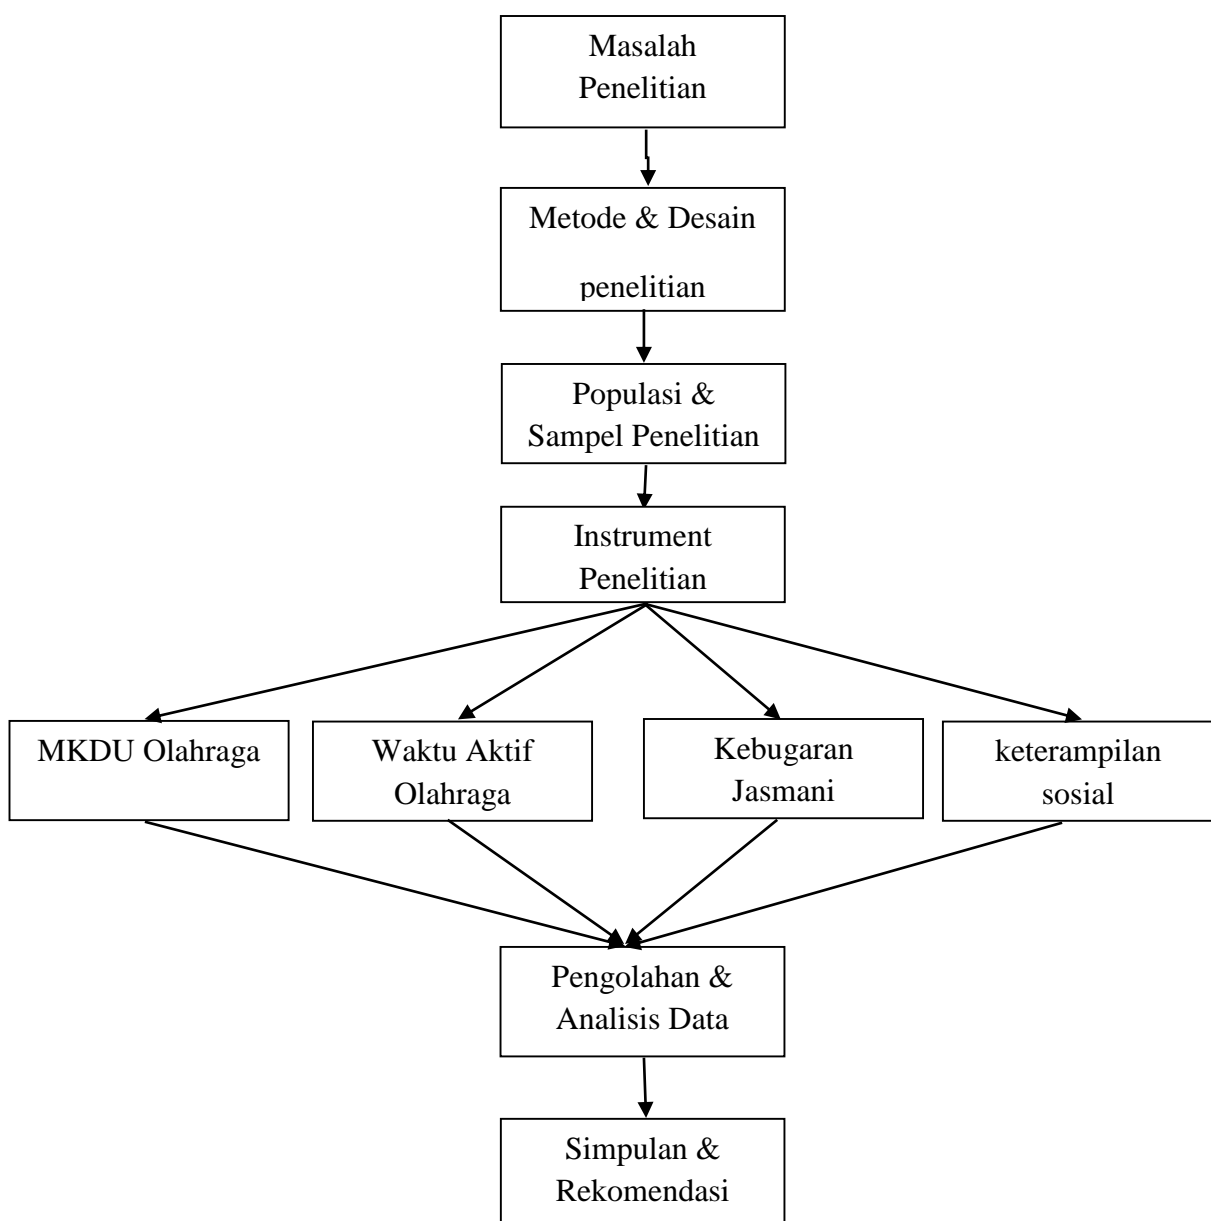 Masalah
Penelitian
Metode & Desain
penelitian
Populasi &
Sampel Penelitian
Instrument
Penelitian
MKDU Olahraga
Waktu Aktif
Olahraga
Kebugaran
Jasmani
keterampilan
sosial
Pengolahan &
Analisis Data
Simpulan &
Rekomendasi